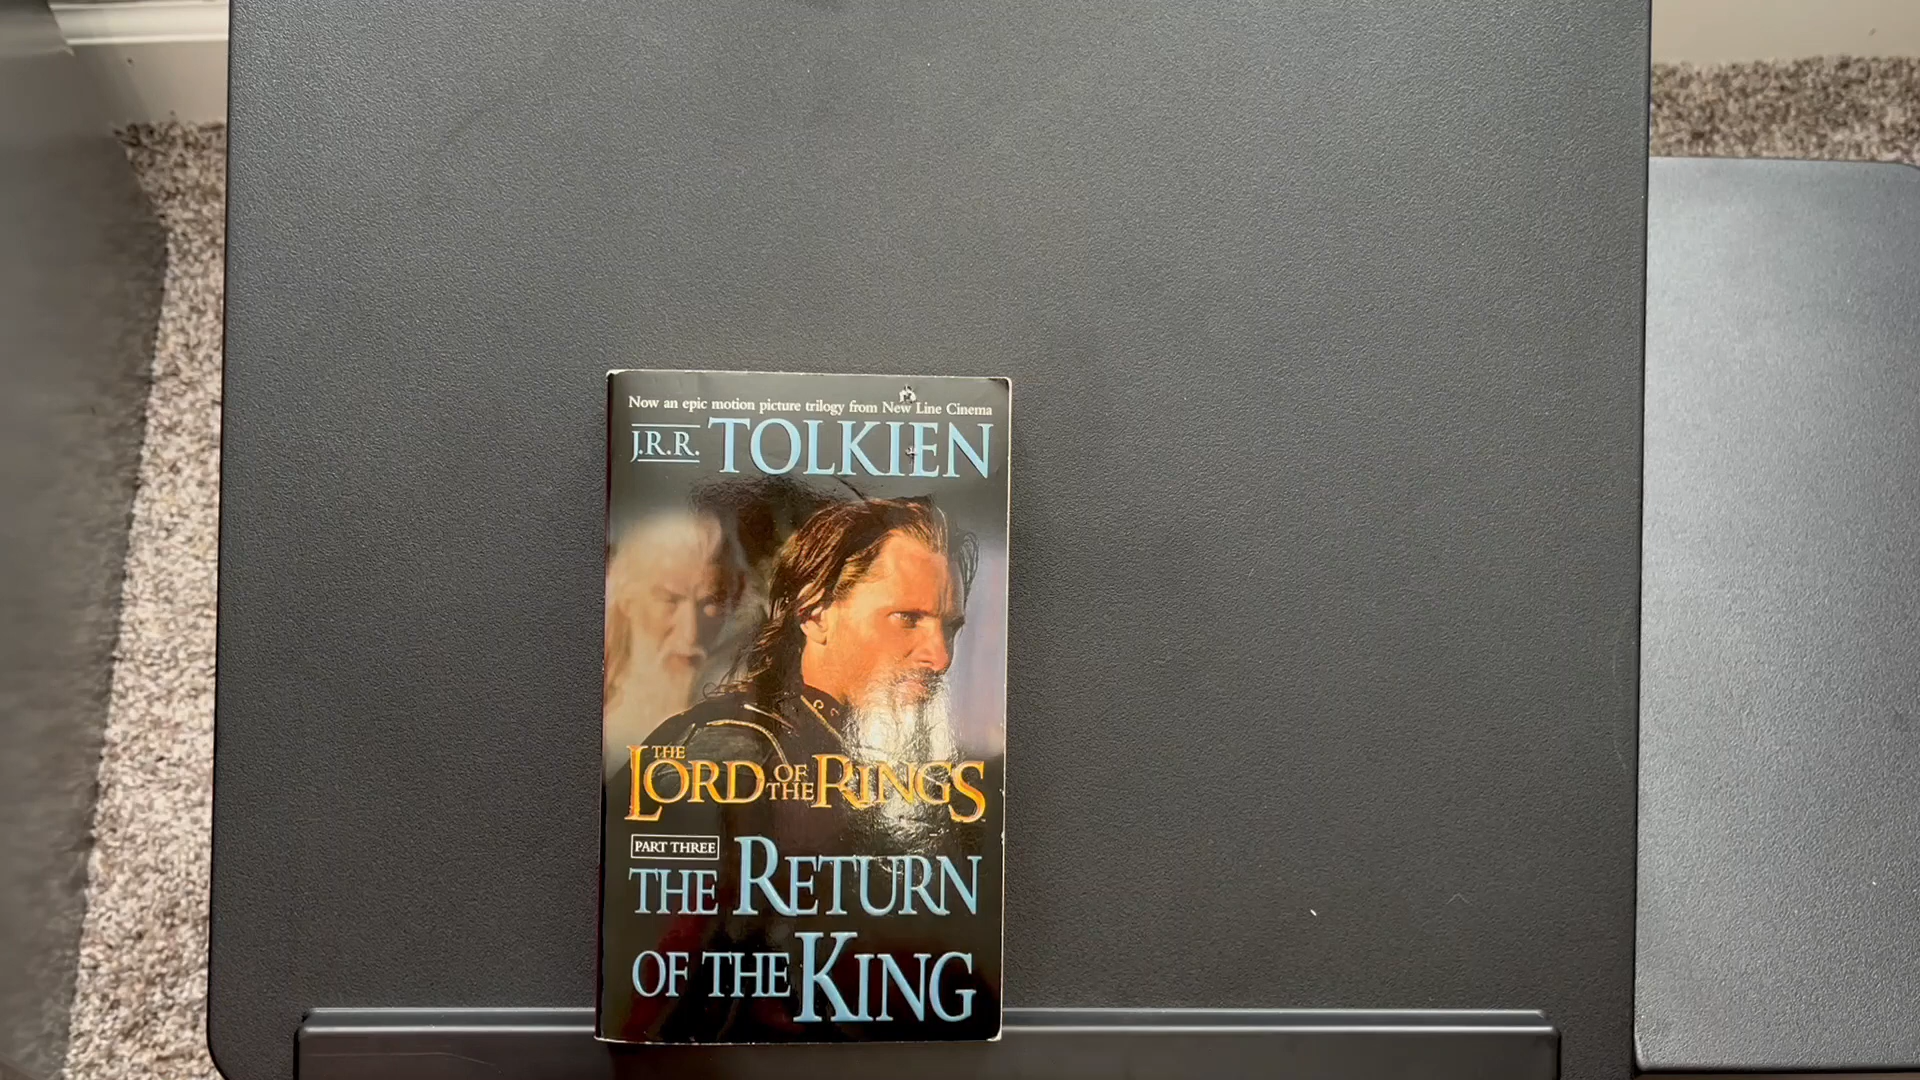 Now an epic motion picture trilogy from New Line Cinema
J.R.R. TOLKIEN
THE
LORD OF THE RINGS
PART THREE
THE RETURN
OF THE KING